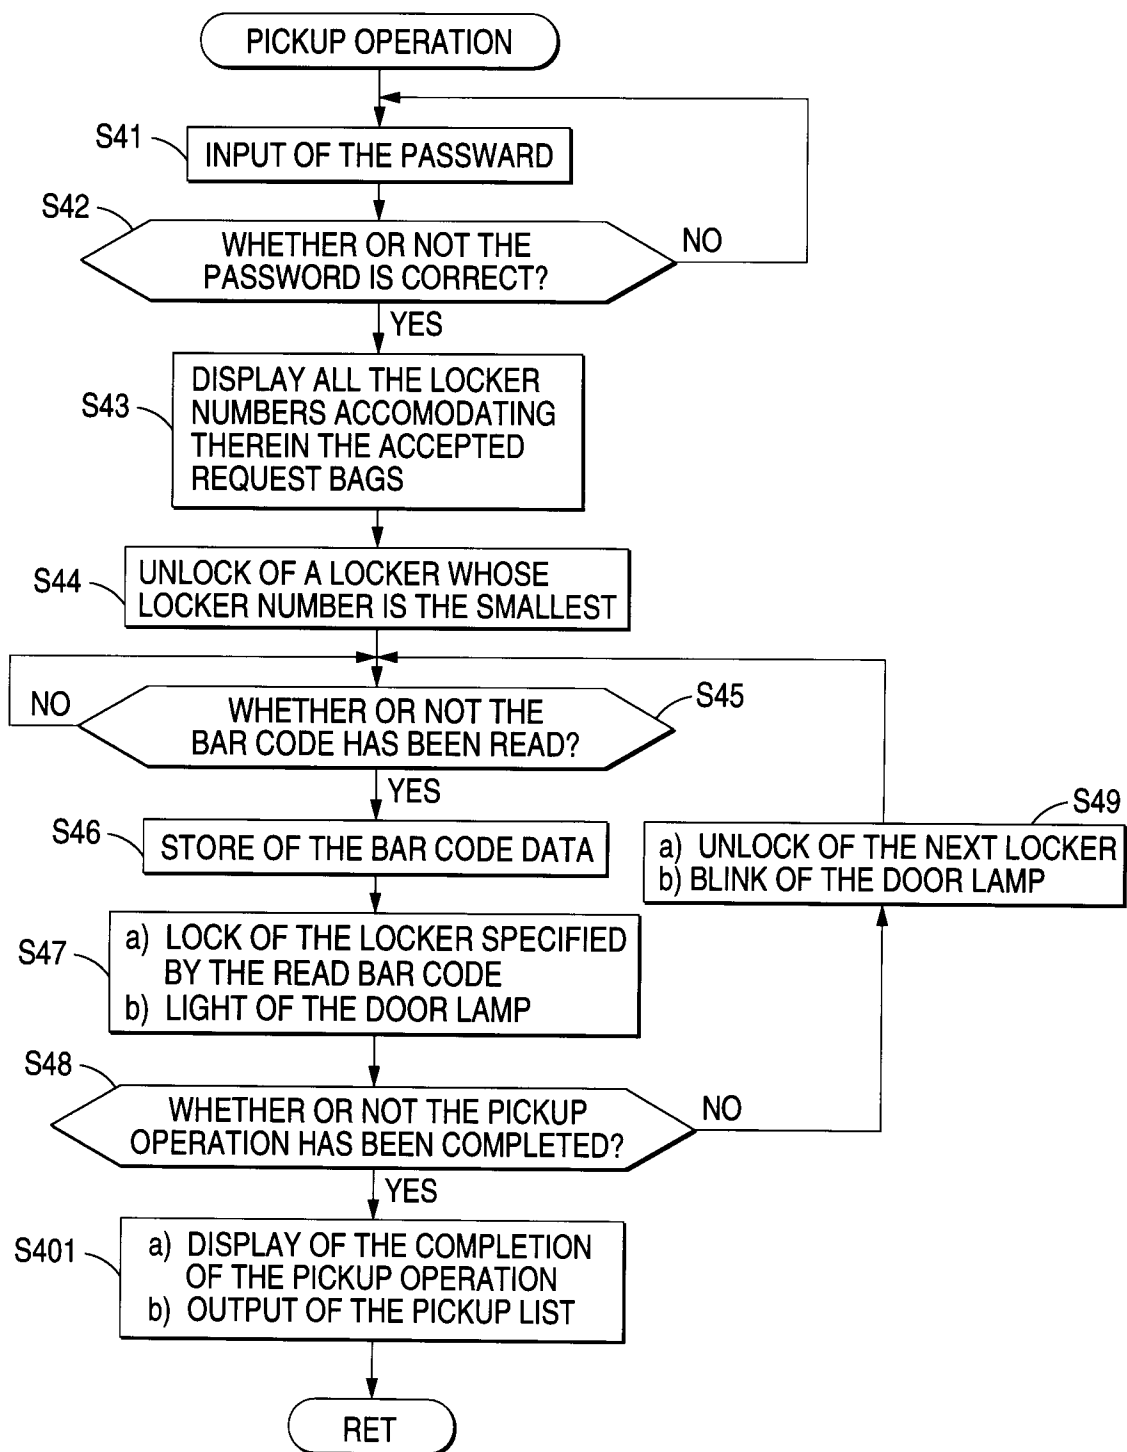 PICKUP OPERATION
S41
INPUT OF THE PASSWARD
S42
WHETHER OR NOT THE
PASSWORD IS CORRECT?
NO
YES
S43
DISPLAY ALL THE LOCKER
NUMBERS ACCOMODATING
THEREIN THE ACCEPTED
REQUEST BAGS
S44
UNLOCK OF A LOCKER WHOSE
LOCKER NUMBER IS THE SMALLEST
NO
WHETHER OR NOT THE
BAR CODE HAS BEEN READ?
S45
YES
S46
STORE OF THE BAR CODE DATA
S49
a) UNLOCK OF THE NEXT LOCKER
b) BLINK OF THE DOOR LAMP
S47
a) LOCK OF THE LOCKER SPECIFIED
BY THE READ BAR CODE
b) LIGHT OF THE DOOR LAMP
S48
WHETHER OR NOT THE PICKUP
OPERATION HAS BEEN COMPLETED?
NO
YES
S401
a) DISPLAY OF THE COMPLETION
OF THE PICKUP OPERATION
b) OUTPUT OF THE PICKUP LIST
RET